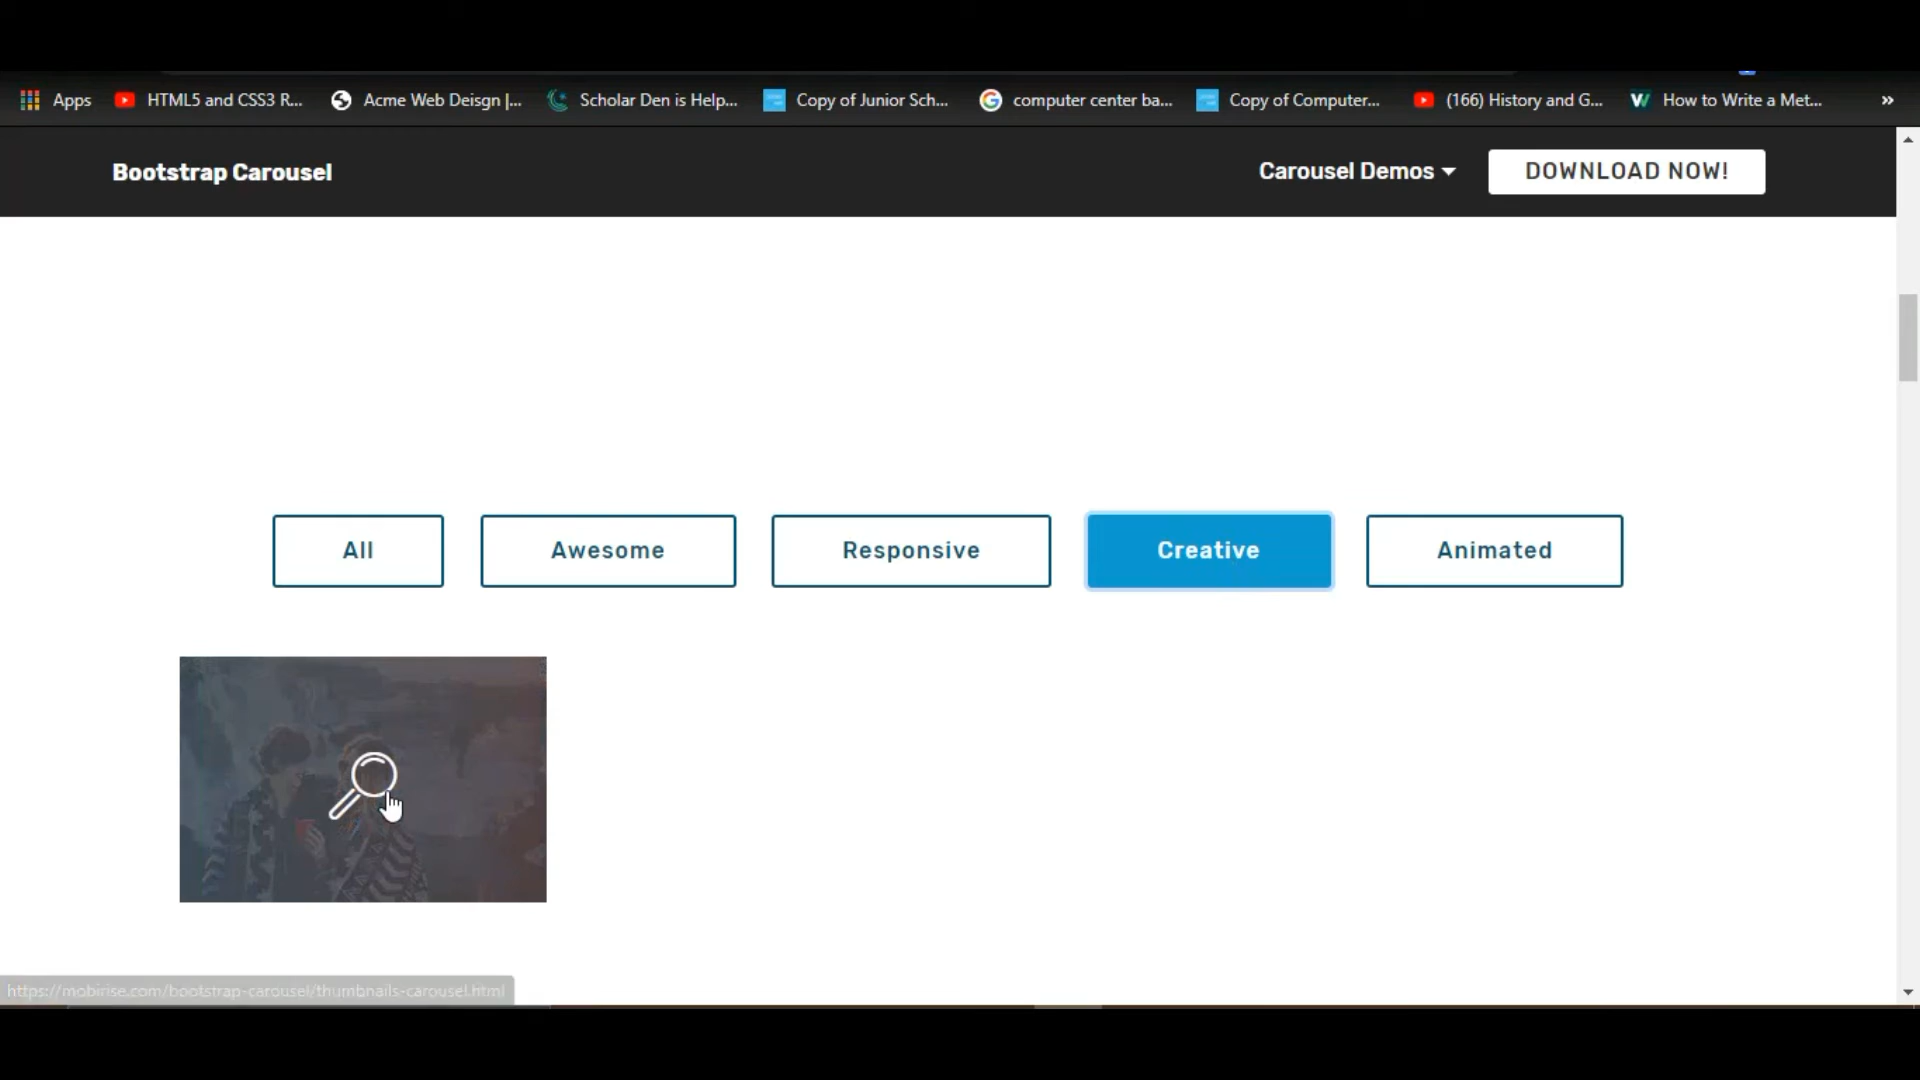 Apps HTML5 and CSS3 R... Acme Web Deisgn |... Scholar Den is Help... Copy of Junior Sch... computer center ba... Copy of Computer... (166) History and G... How to Write a Met... »
Bootstrap Carousel Carousel Demos DOWNLOAD NOW!
All Awesome Responsive Creative Animated
https://mobirise.com/bootstrap-carousel/thumbnails-carousel.html